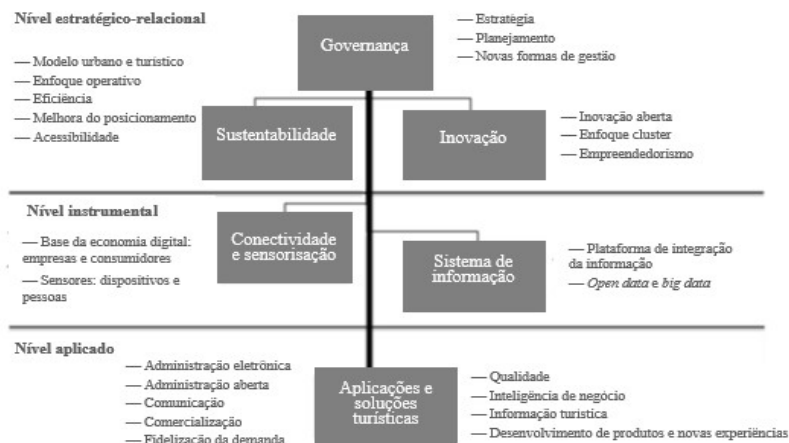 Nível estratégico-relacional
Governança
— Estratégia
— Planejamento
— Novas formas de gestão
— Modelo urbano e turístico
— Enfoque operativo
— Eficiência
— Melhora do posicionamento
— Acessibilidade
Sustentabilidade
Inovação
— Inovação aberta
— Enfoque cluster
— Empreendedorismo
Nível instrumental
— Base da economia digital:
empresas e consumidores
— Sensores: dispositivos e
pessoas
Conectividade
e sensorisação
Sistema de
informação
— Plataforma de integração
da informação
— Open data e big data
Nível aplicado
— Administração eletrônica
— Administração aberta
— Comunicação
— Comercialização
— Fidelização da demanda
Aplicações e
soluções
turísticas
— Qualidade
— Inteligência de negócio
— Informação turística
— Desenvolvimento de produtos e novas experiências